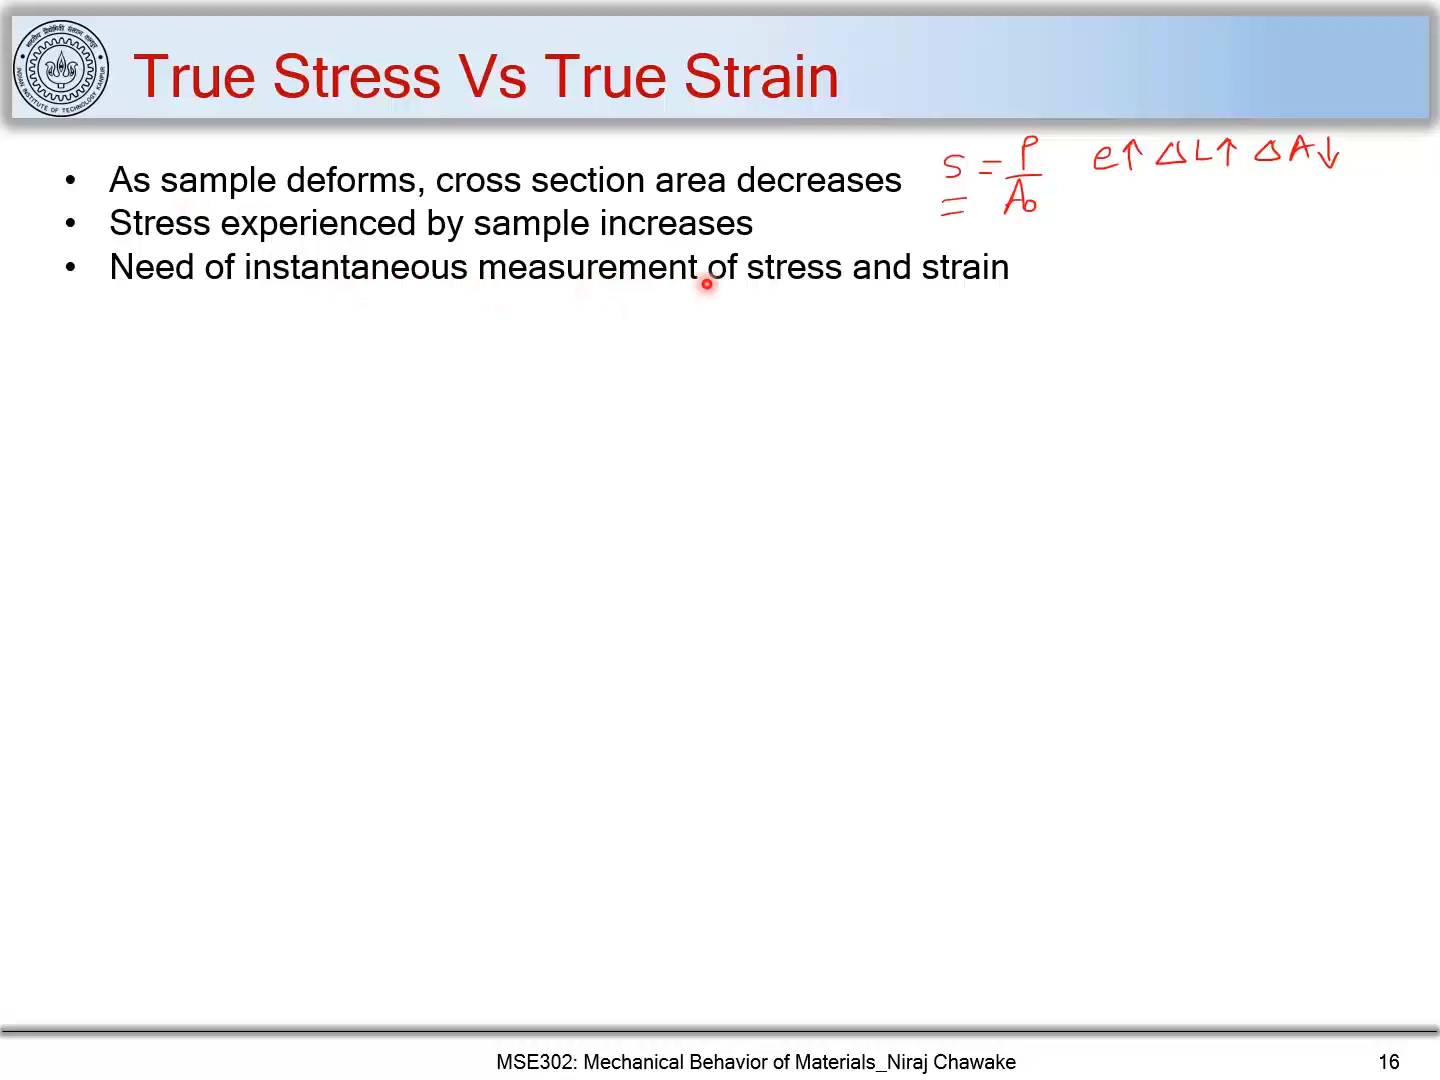 True Stress Vs True Strain
• As sample deforms, cross section area decreases
• Stress experienced by sample increases
• Need of instantaneous measurement of stress and strain
S = P/A₀ e↑ ΔL↑ ΔA↓
MSE302: Mechanical Behavior of Materials_Niraj Chawake
16